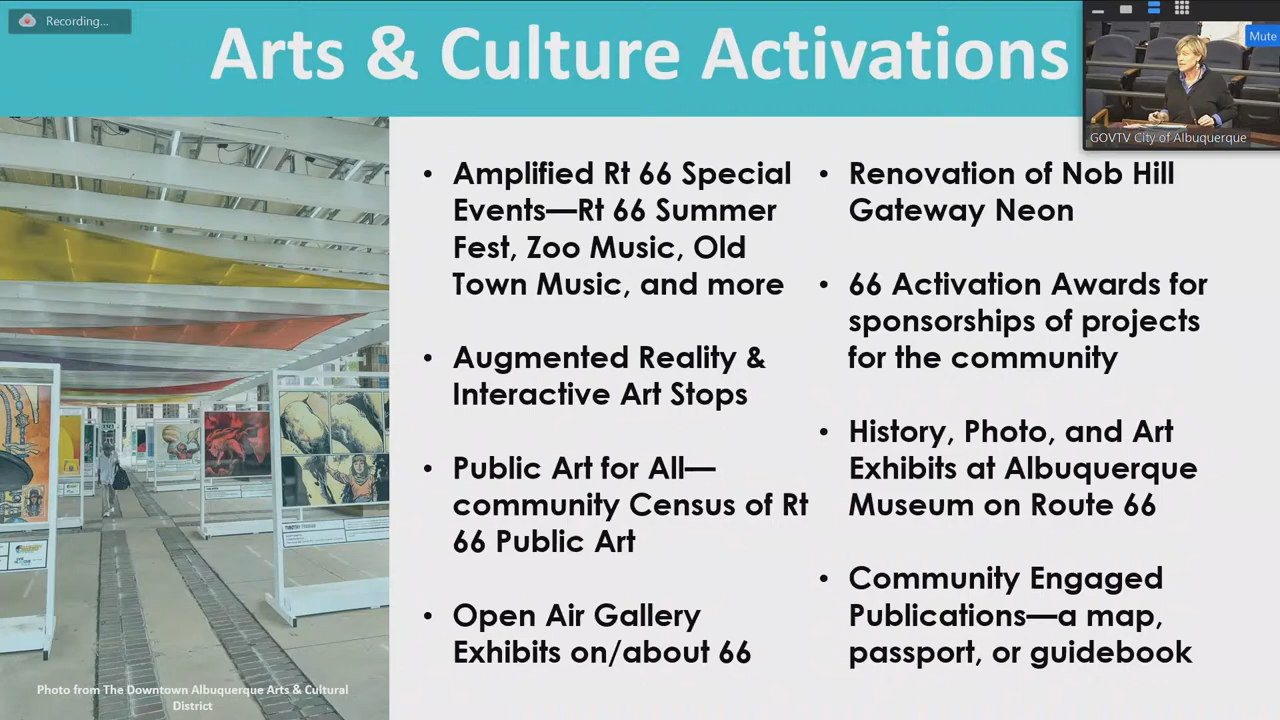 Recording...
Arts & Culture Activations
Mute
GOVTV City of Albuquerque
• Amplified Rt 66 Special
Events—Rt 66 Summer
Fest, Zoo Music, Old
Town Music, and more
• Augmented Reality &
Interactive Art Stops
• Public Art for All—
community Census of Rt
66 Public Art
• Open Air Gallery
Exhibits on/about 66
• Renovation of Nob Hill
Gateway Neon
• 66 Activation Awards for
sponsorships of projects
for the community
• History, Photo, and Art
Exhibits at Albuquerque
Museum on Route 66
• Community Engaged
Publications—a map,
passport, or guidebook
Photo from The Downtown Albuquerque Arts & Cultural
District